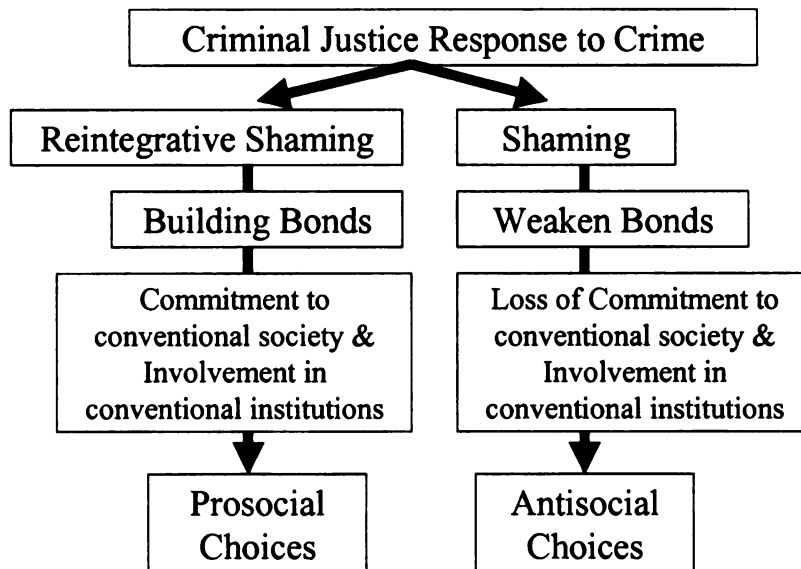 Criminal Justice Response to Crime
Reintegrative Shaming
Shaming
Building Bonds
Weaken Bonds
Commitment to
conventional society &
Involvement in
conventional institutions
Loss of Commitment to
conventional society &
Involvement in
conventional institutions
Prosocial
Choices
Antisocial
Choices